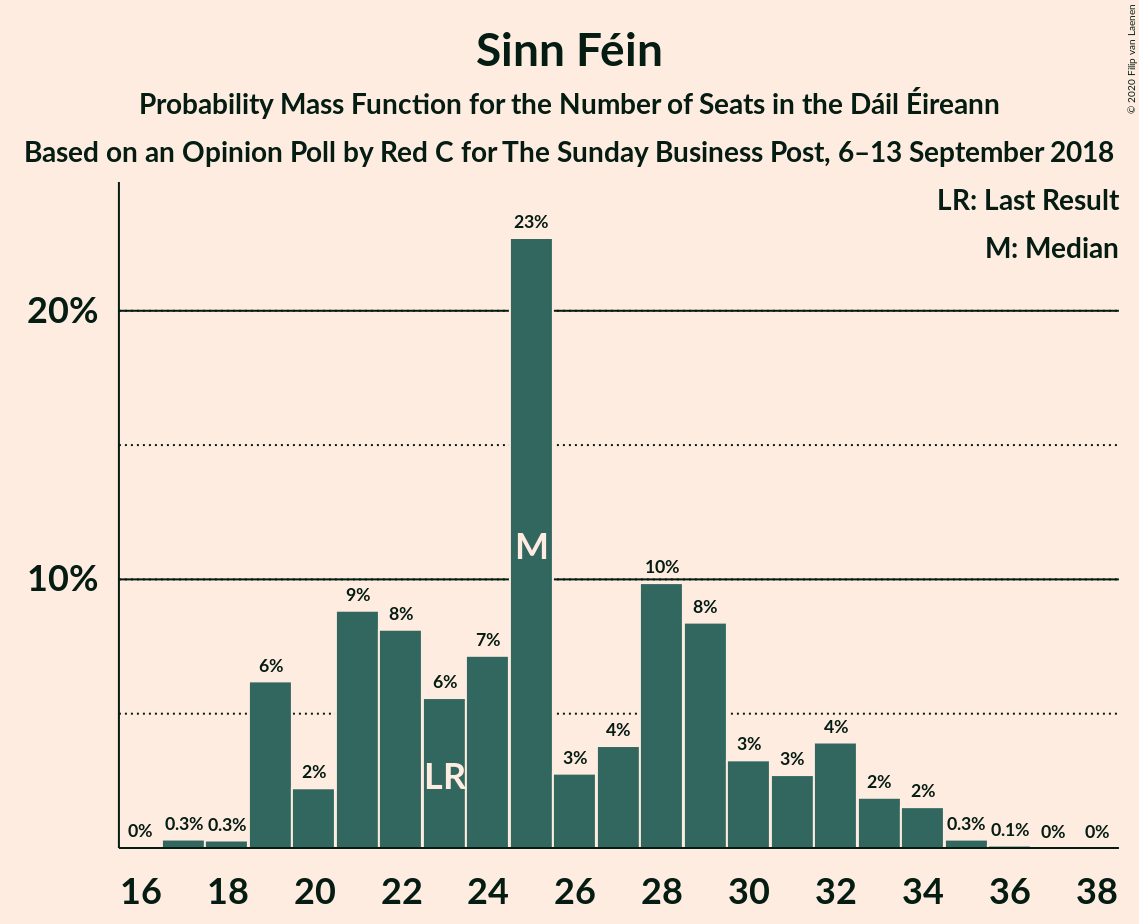 © 2020 Filip van Laenen
Sinn Féin
Probability Mass Function for the Number of Seats in the Dáil Éireann
Based on an Opinion Poll by Red C for The Sunday Business Post, 6–13 September 2018
LR: Last Result
M: Median
20%
10%
0%
0.3%
0.3%
6%
2%
9%
8%
6%
7%
23%
3%
4%
10%
8%
3%
3%
4%
2%
2%
0.3%
0.1%
0%
0%
M
LR
16 18 20 22 24 26 28 30 32 34 36 38